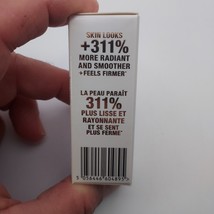 SKIN LOOKS
+311%
MORE RADIANT
AND SMOOTHER
+FEELS FIRMER*
LA PEAU PARAÎT
311%
PLUS LISSE ET
RAYONNANTE
ET SE SENT
PLUS FERME*